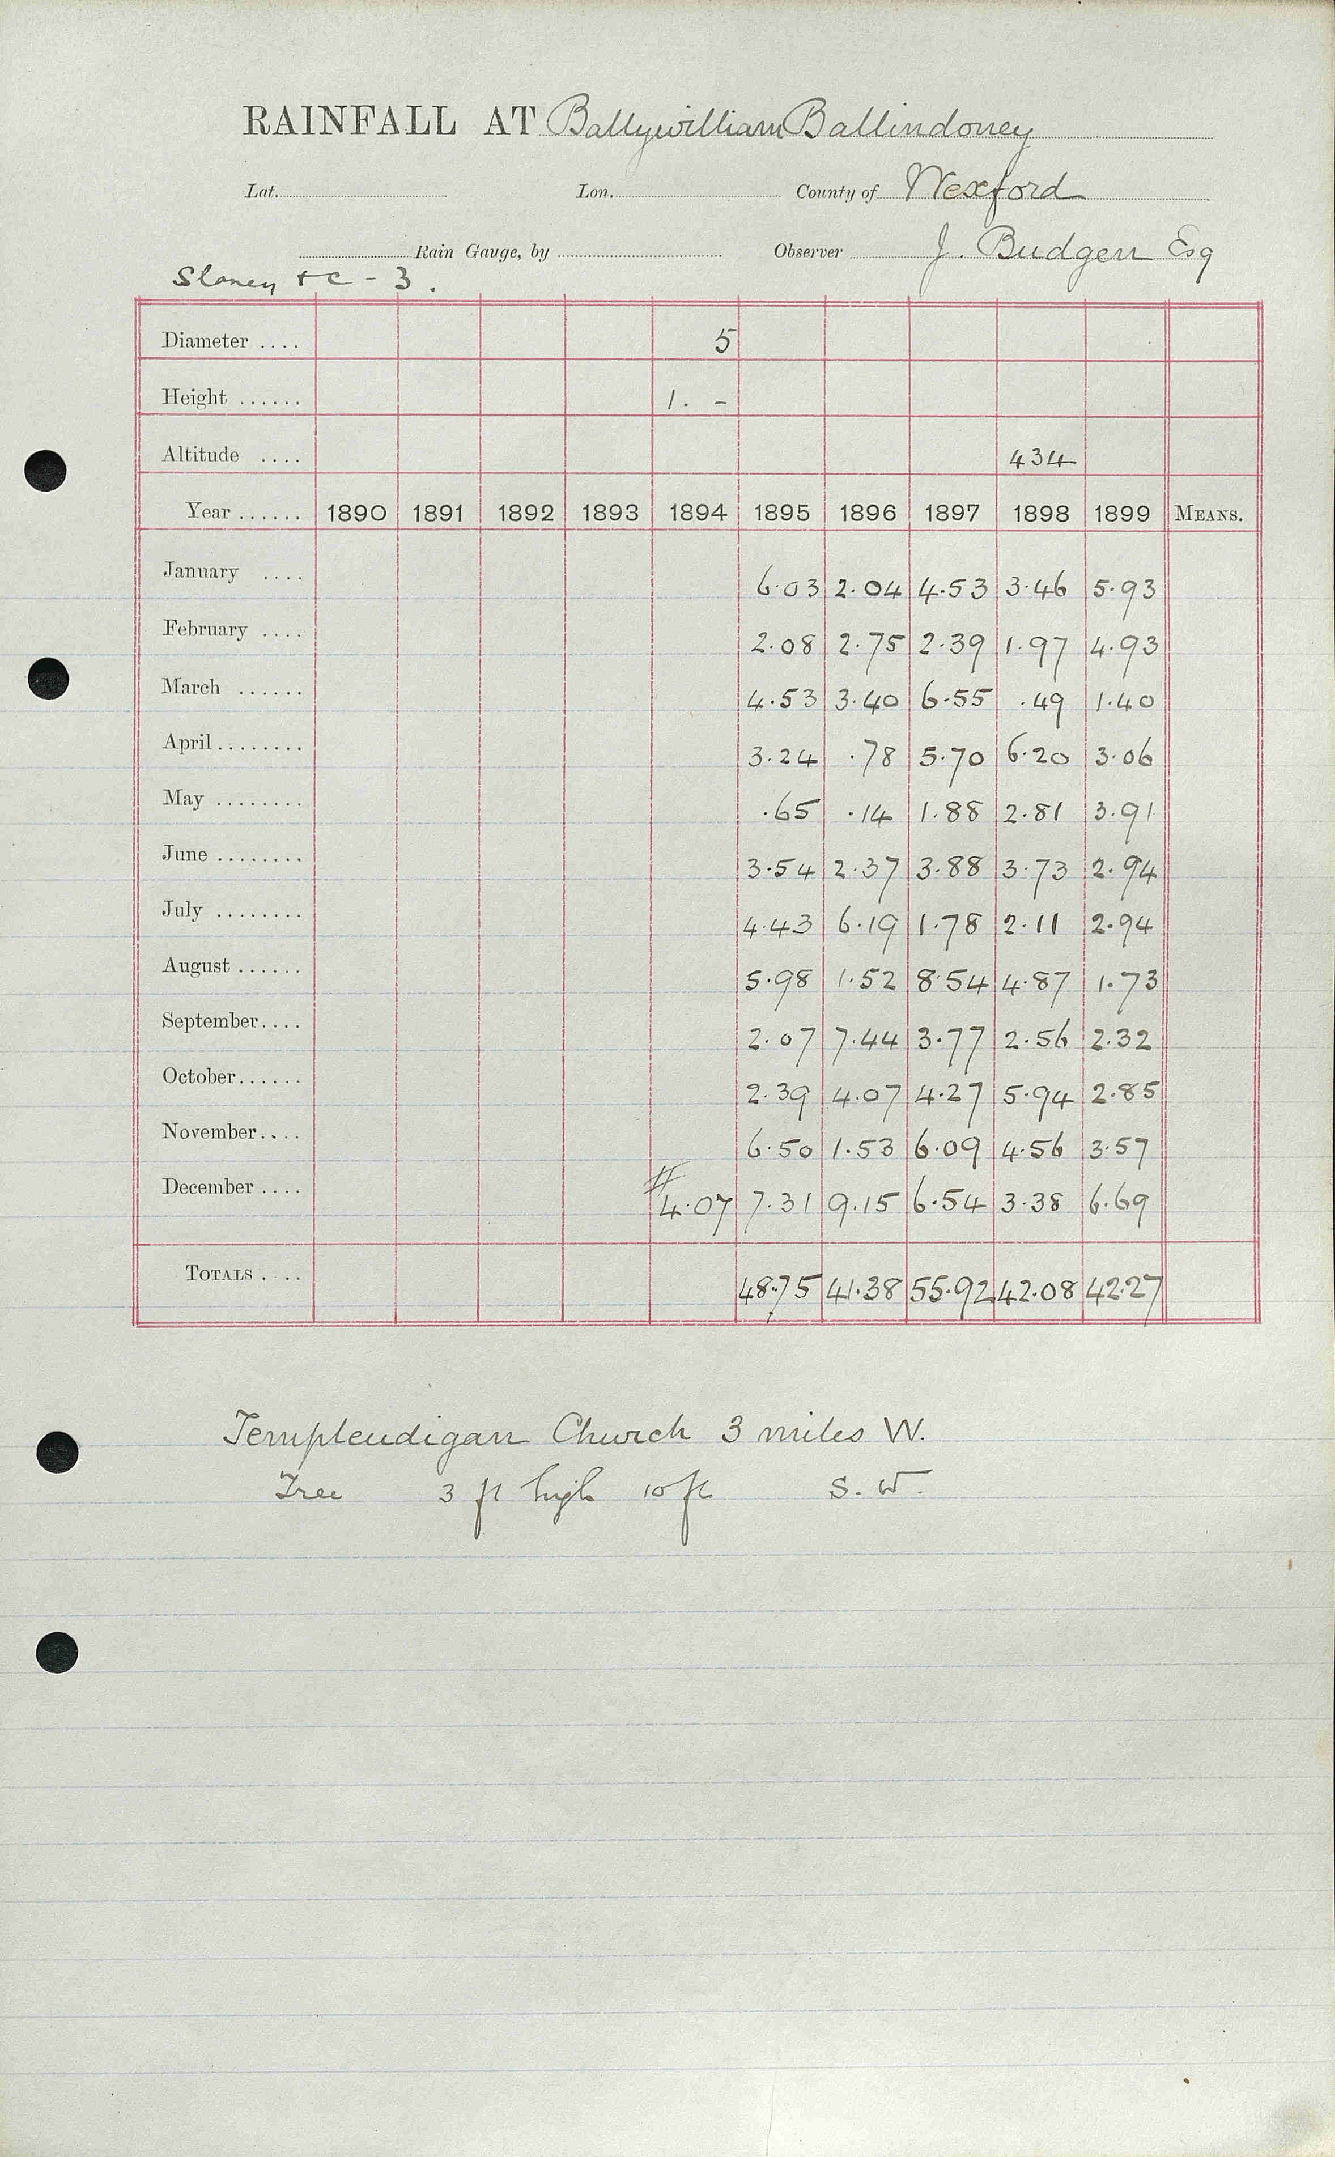 RAINFALL AT Ballywilliam Ballindoney
Lat. Lon. County of Wexford
Rain Gauge, by Observer J. Budgen Esq
Slaney + C - 3.
Diameter .... 5
Height ...... 1. -
Altitude .... 434
Year ...... 1890 1891 1892 1893 1894 1895 1896 1897 1898 1899 MEANS.
January .... 6.03 2.04 4.53 3.46 5.93
February .... 2.08 2.75 2.39 1.97 4.93
March ...... 4.53 3.40 6.55 .49 1.40
April ........ 3.24 .78 5.70 6.20 3.06
May ........ .65 .14 1.88 2.81 3.91
June ........ 3.54 2.37 3.88 3.73 2.94
July ........ 4.43 6.19 1.78 2.11 2.94
August ...... 5.98 1.52 8.54 4.87 1.73
September.... 2.07 7.44 3.77 2.56 2.32
October...... 2.39 4.07 4.27 5.94 2.85
November.... 6.50 1.53 6.09 4.56 3.57
December .... # 4.07 7.31 9.15 6.54 3.38 6.69
TOTALS .... 48.75 41.38 55.92 42.08 42.27
Templeudigan Church 3 miles W.
Tree 3 ft high 10 ft S. W.